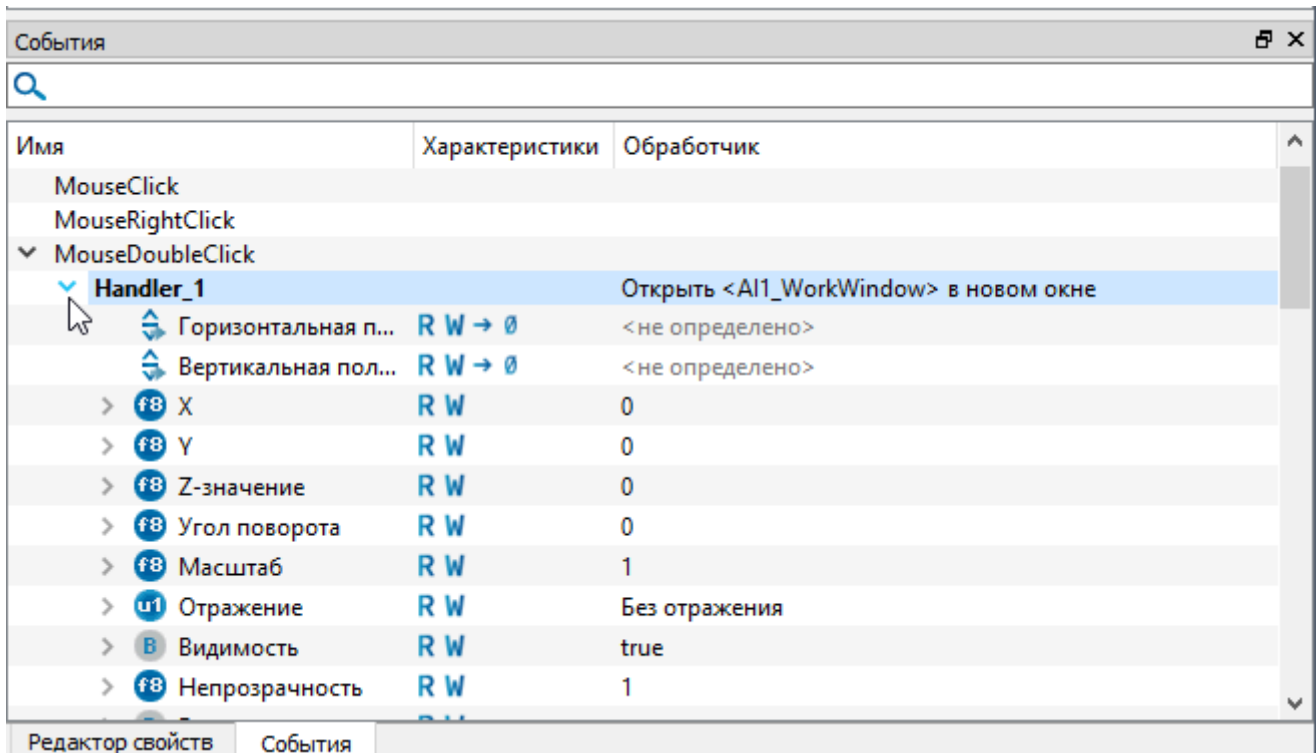 События
Имя Характеристики Обработчик
MouseClick
MouseRightClick
MouseDoubleClick
Handler_1 Открыть <AI1_WorkWindow> в новом окне
Горизонтальная п... R W → ø <не определено>
Вертикальная пол... R W → ø <не определено>
f8 X R W 0
f8 Y R W 0
f8 Z-значение R W 0
f8 Угол поворота R W 0
f8 Масштаб R W 1
u1 Отражение R W Без отражения
B Видимость R W true
f8 Непрозрачность R W 1
Редактор свойств События